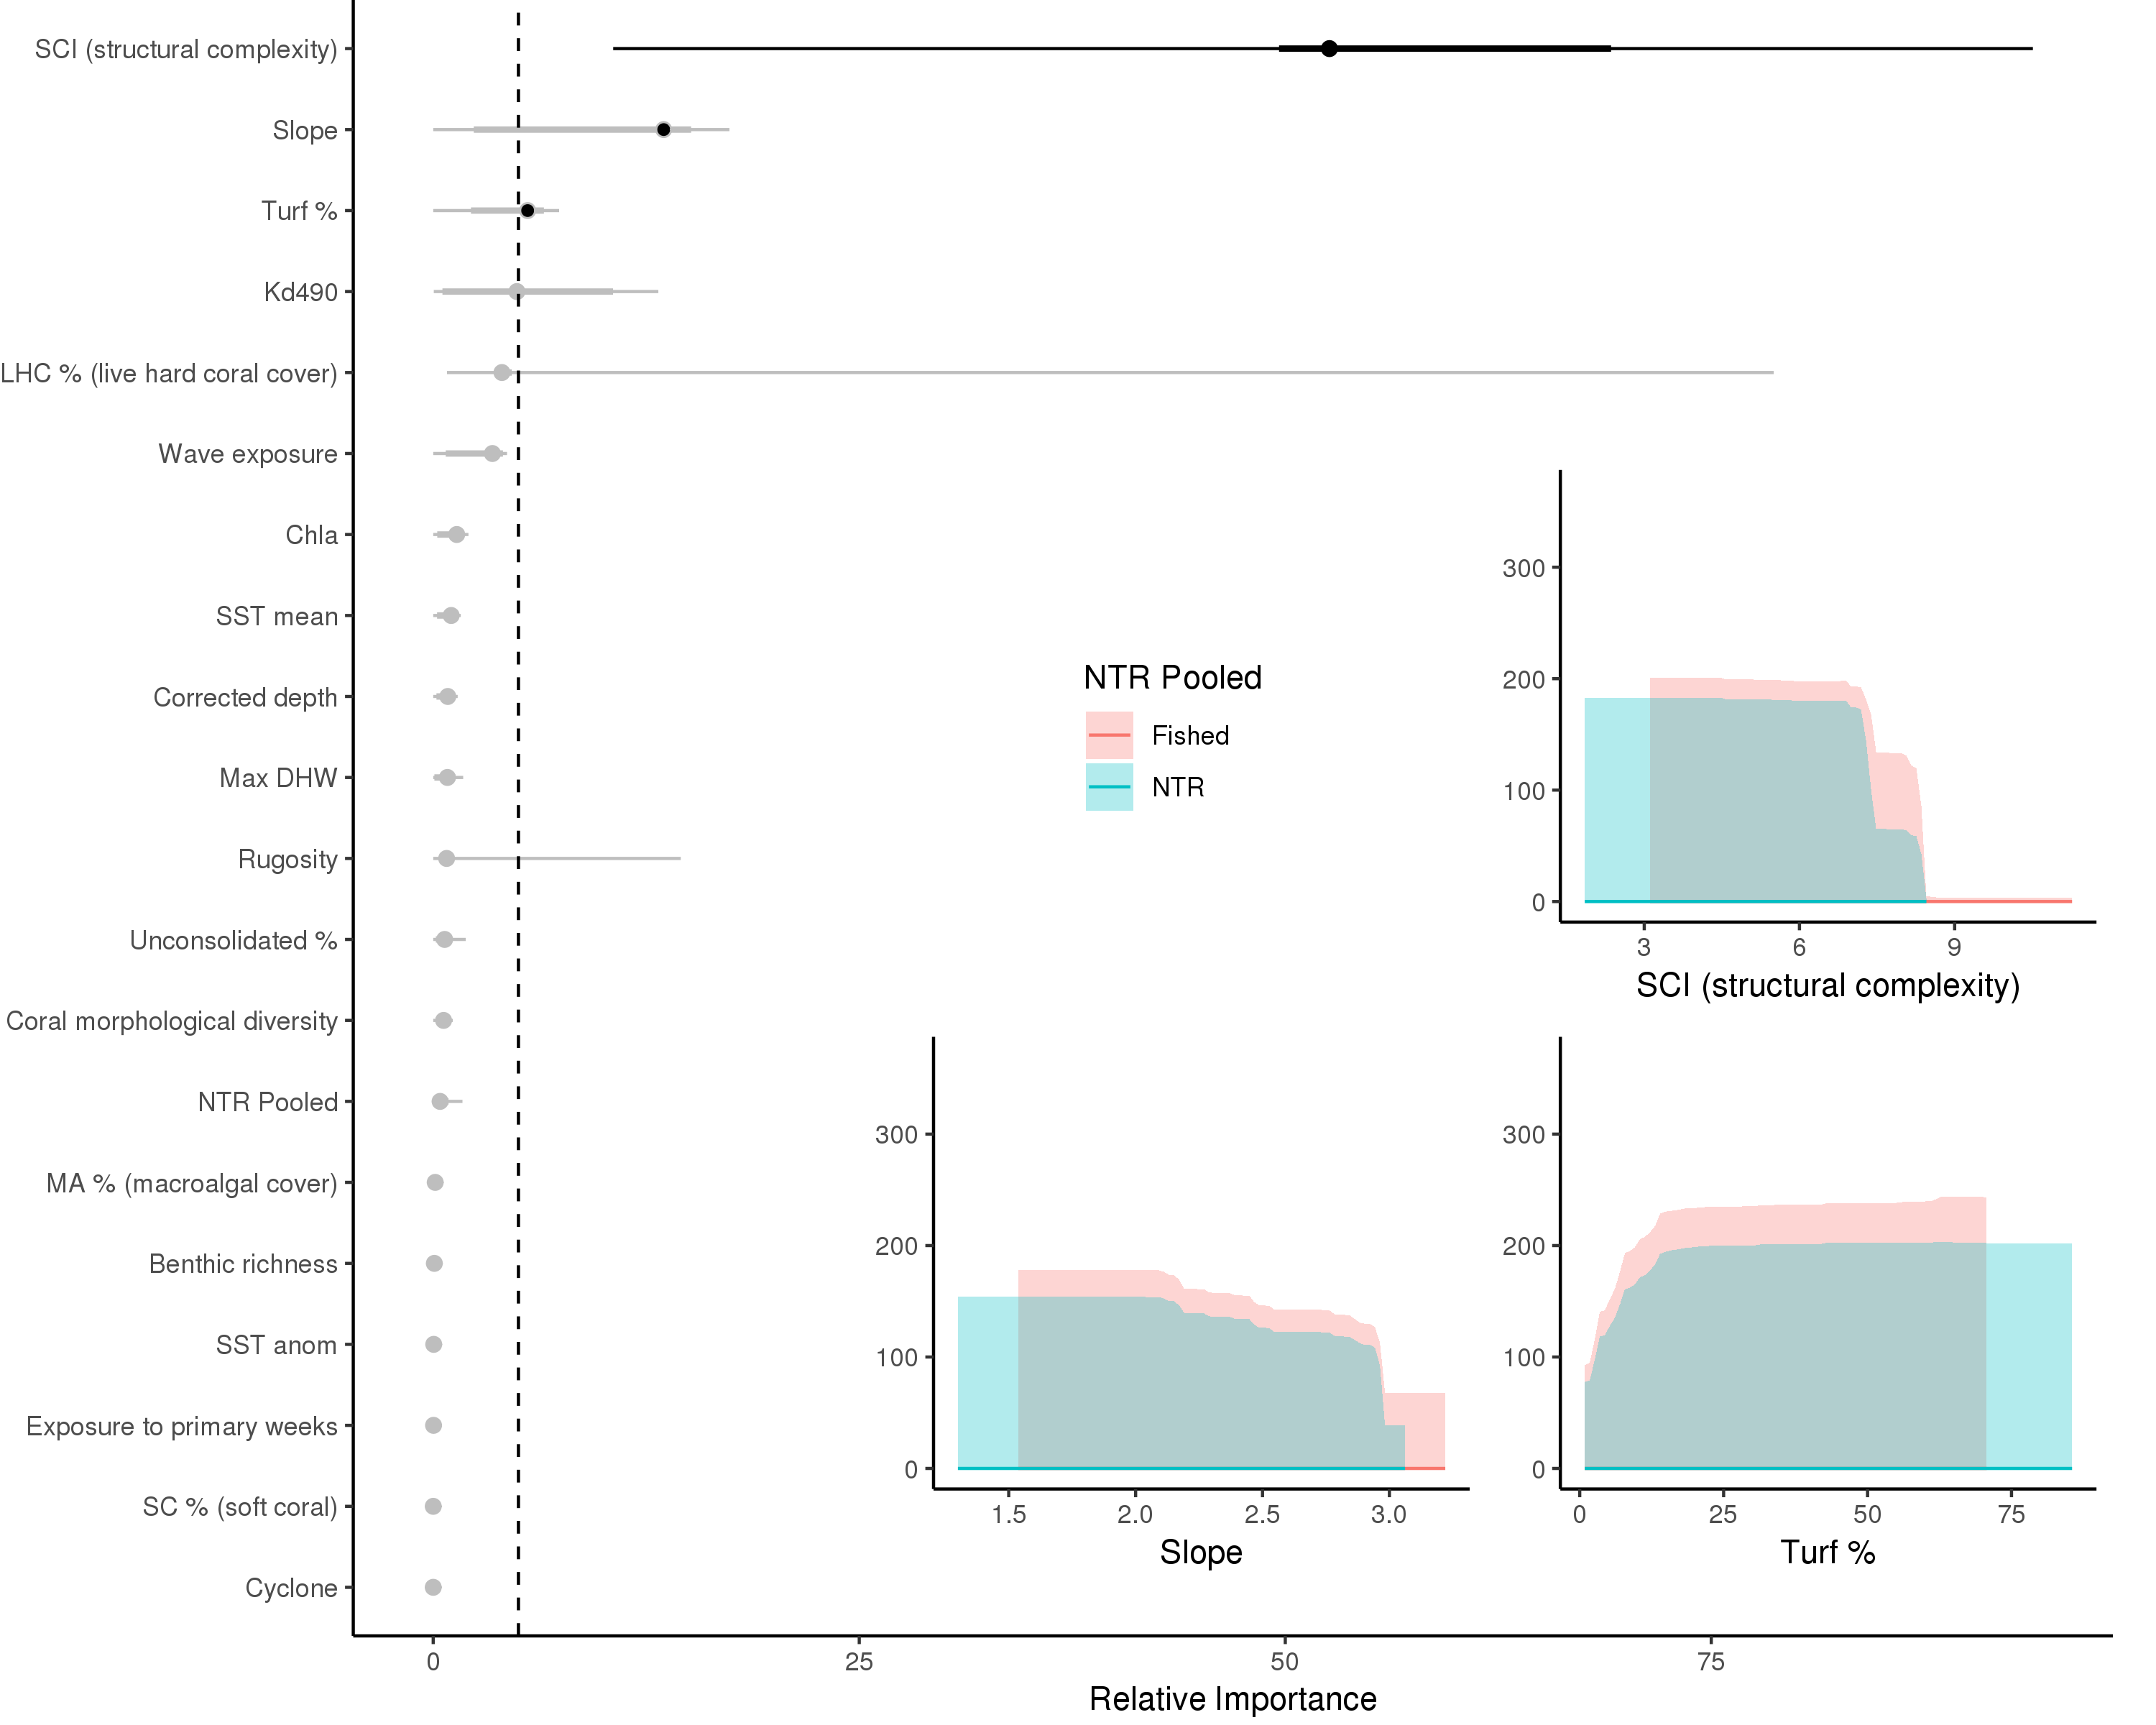 SCI (structural complexity)
Slope
Turf %
Kd490
LHC % (live hard coral cover)
Wave exposure
Chla
SST mean
Corrected depth
Max DHW
Rugosity
Unconsolidated %
Coral morphological diversity
NTR Pooled
MA % (macroalgal cover)
Benthic richness
SST anom
Exposure to primary weeks
SC % (soft coral)
Cyclone
0 25 50 75
Relative Importance
NTR Pooled
Fished
NTR
300
200
100
0
3 6 9
SCI (structural complexity)
300
200
100
0
1.5 2.0 2.5 3.0
Slope
300
200
100
0
0 25 50 75
Turf %